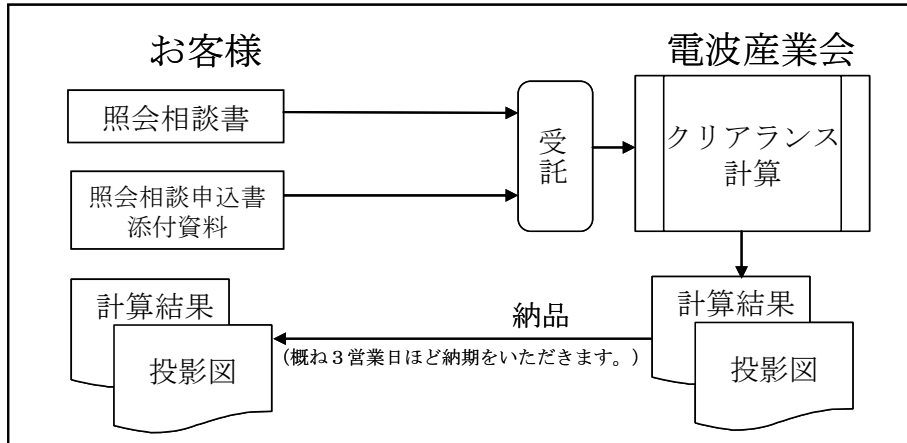 お客様
電波産業会
照会相談書
照会相談申込書
添付資料
受
託
クリアランス
計算
計算結果
投影図
納品
(概ね３営業日ほど納期をいただきます。)
計算結果
投影図